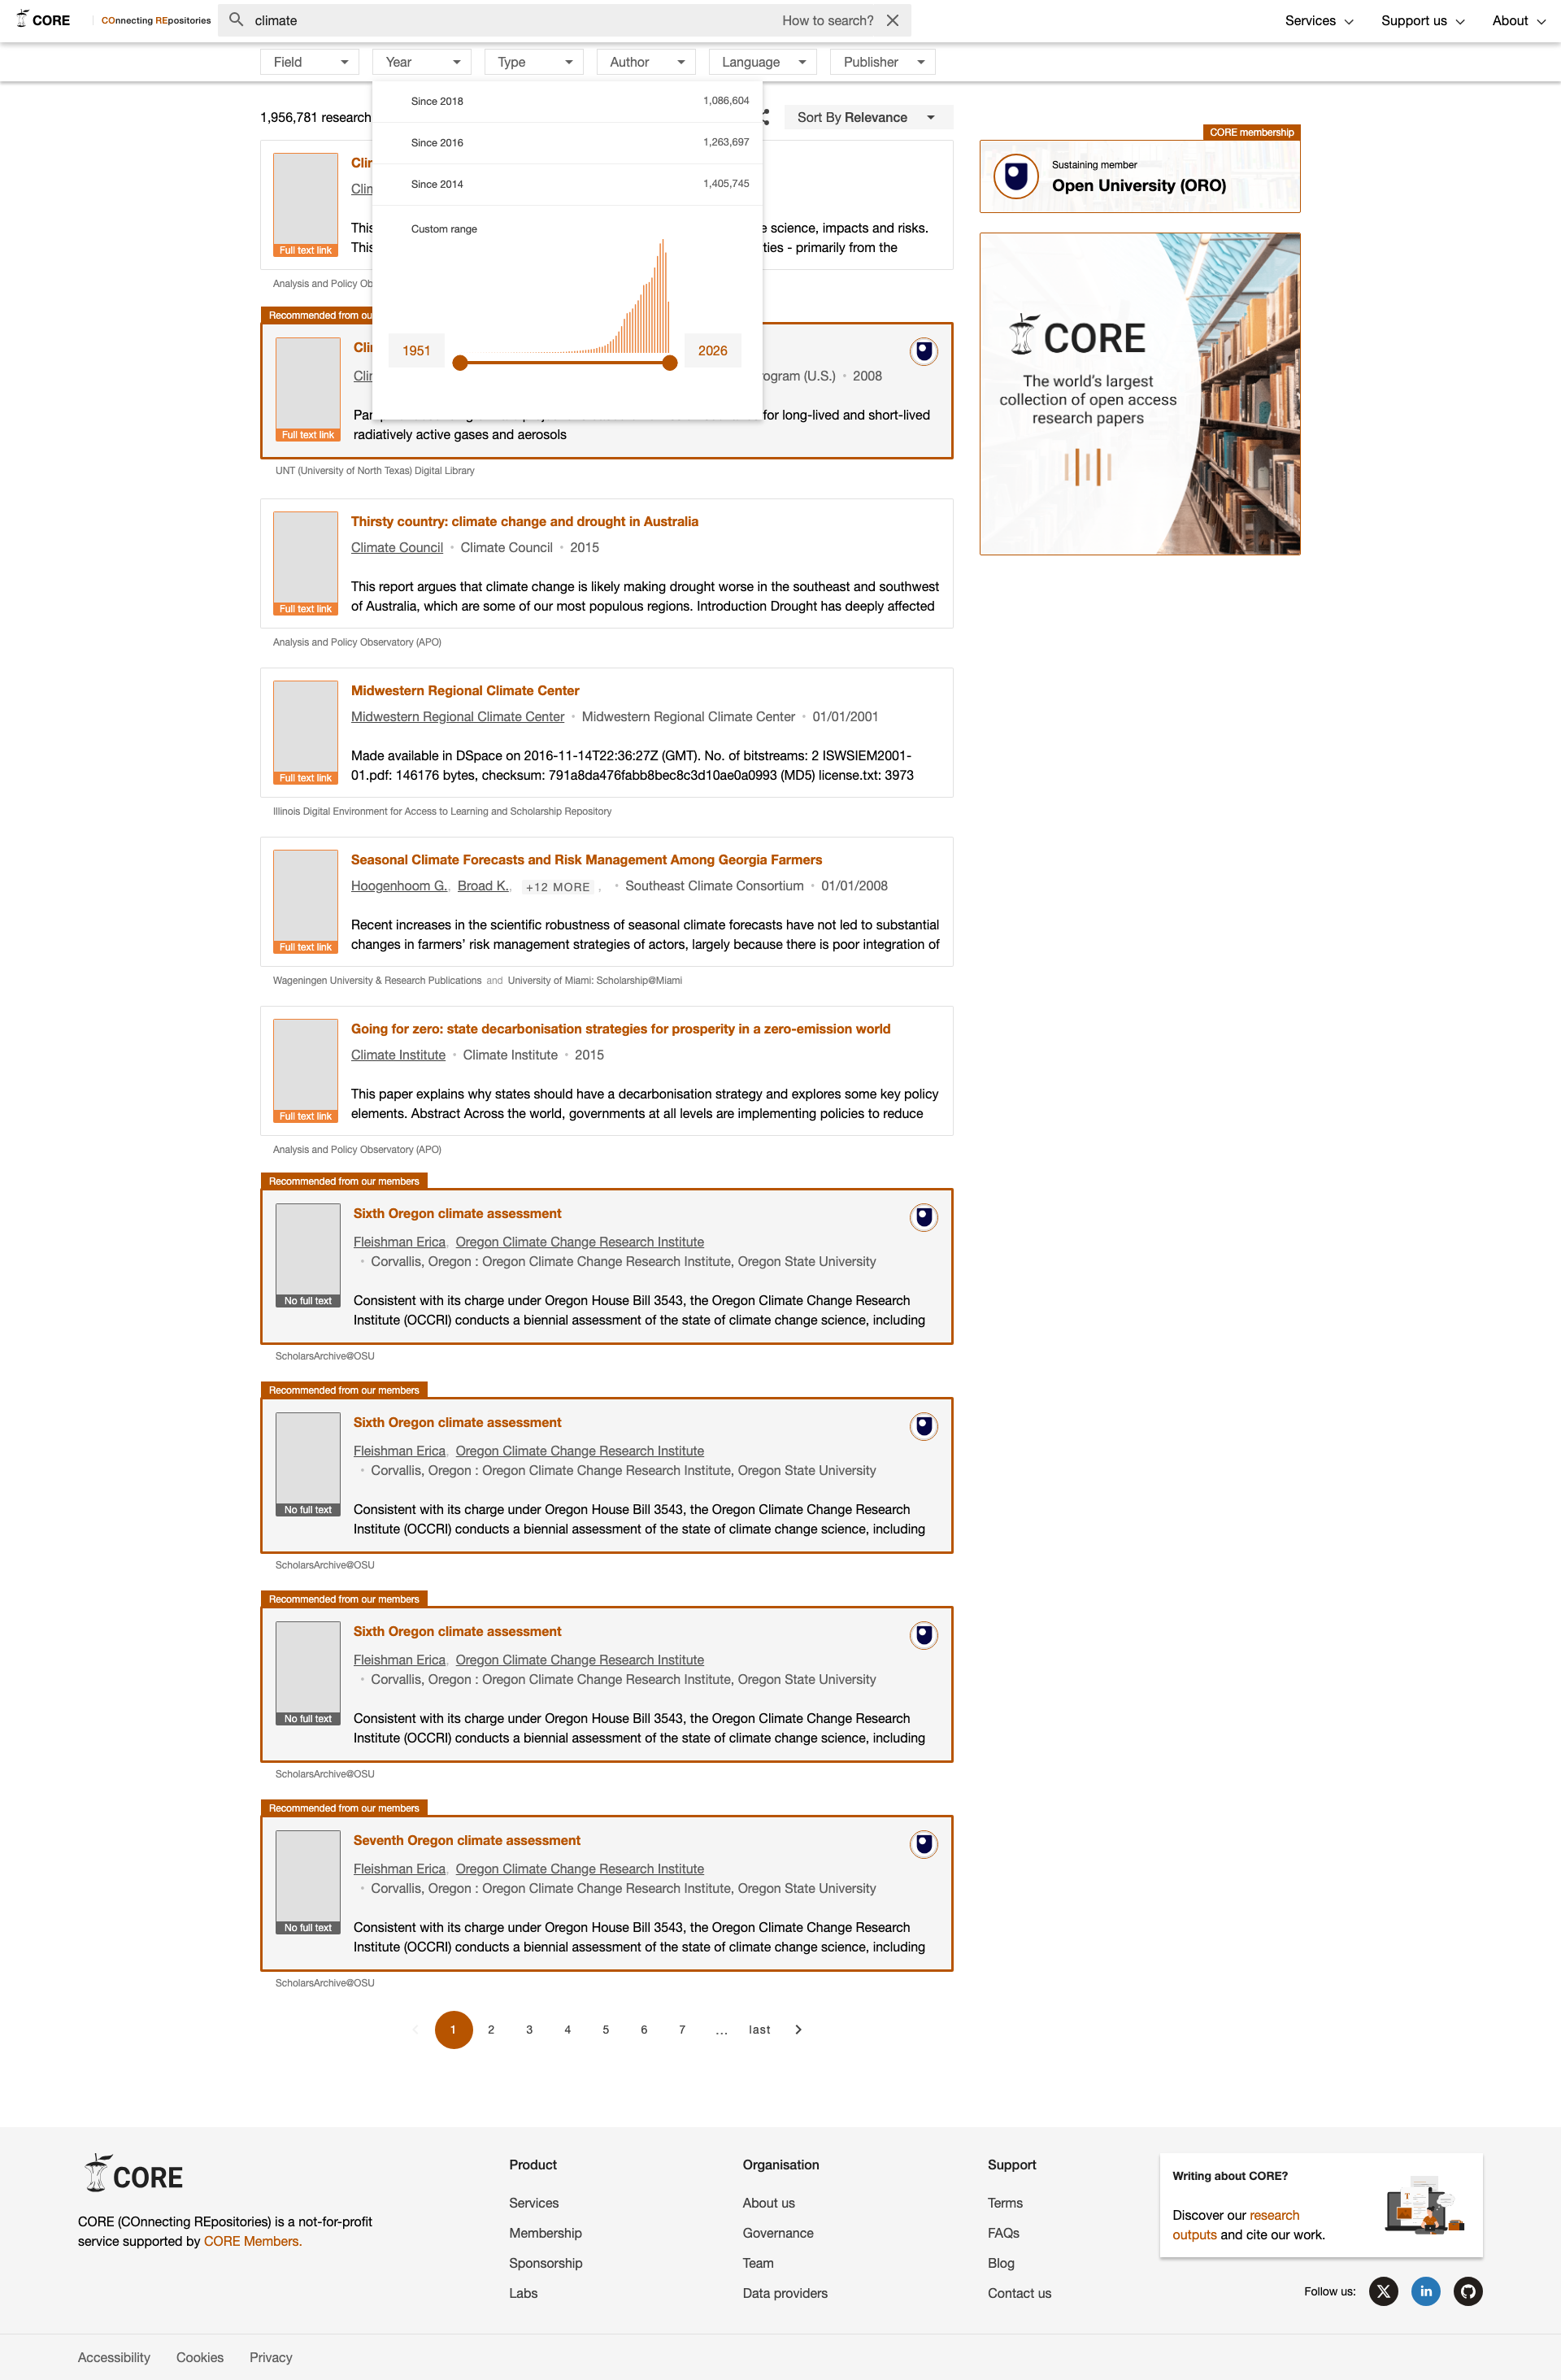 CORE
COnnecting REpositories
climate
How to search?
Services
Support us
About
Field
Year
Type
Author
Language
Publisher
1,956,781 research
Since 2018
1,086,604
Since 2016
1,263,697
Since 2014
1,405,745
Custom range
1951
2026
Sort By Relevance
Full text link
e science, impacts and risks.
This
ties - primarily from the
Analysis and Policy Ob
Recommended from ou
ogram (U.S.) • 2008
for long-lived and short-lived
radiatively active gases and aerosols
Full text link
UNT (University of North Texas) Digital Library
Thirsty country: climate change and drought in Australia
Climate Council • Climate Council • 2015
This report argues that climate change is likely making drought worse in the southeast and southwest
of Australia, which are some of our most populous regions. Introduction Drought has deeply affected
Full text link
Analysis and Policy Observatory (APO)
Midwestern Regional Climate Center
Midwestern Regional Climate Center • Midwestern Regional Climate Center • 01/01/2001
Made available in DSpace on 2016-11-14T22:36:27Z (GMT). No. of bitstreams: 2 ISWSIEM2001-
01.pdf: 146176 bytes, checksum: 791a8da476fabb8bec8c3d10ae0a0993 (MD5) license.txt: 3973
Full text link
Illinois Digital Environment for Access to Learning and Scholarship Repository
Seasonal Climate Forecasts and Risk Management Among Georgia Farmers
Hoogenhoom G., Broad K., +12 MORE , • Southeast Climate Consortium • 01/01/2008
Recent increases in the scientific robustness of seasonal climate forecasts have not led to substantial
changes in farmers’ risk management strategies of actors, largely because there is poor integration of
Full text link
Wageningen University & Research Publications and University of Miami: Scholarship@Miami
Going for zero: state decarbonisation strategies for prosperity in a zero-emission world
Climate Institute • Climate Institute • 2015
This paper explains why states should have a decarbonisation strategy and explores some key policy
elements. Abstract Across the world, governments at all levels are implementing policies to reduce
Full text link
Analysis and Policy Observatory (APO)
Recommended from our members
Sixth Oregon climate assessment
Fleishman Erica, Oregon Climate Change Research Institute
• Corvallis, Oregon : Oregon Climate Change Research Institute, Oregon State University
Consistent with its charge under Oregon House Bill 3543, the Oregon Climate Change Research
Institute (OCCRI) conducts a biennial assessment of the state of climate change science, including
No full text
ScholarsArchive@OSU
Recommended from our members
Sixth Oregon climate assessment
Fleishman Erica, Oregon Climate Change Research Institute
• Corvallis, Oregon : Oregon Climate Change Research Institute, Oregon State University
Consistent with its charge under Oregon House Bill 3543, the Oregon Climate Change Research
Institute (OCCRI) conducts a biennial assessment of the state of climate change science, including
No full text
ScholarsArchive@OSU
Recommended from our members
Sixth Oregon climate assessment
Fleishman Erica, Oregon Climate Change Research Institute
• Corvallis, Oregon : Oregon Climate Change Research Institute, Oregon State University
Consistent with its charge under Oregon House Bill 3543, the Oregon Climate Change Research
Institute (OCCRI) conducts a biennial assessment of the state of climate change science, including
No full text
ScholarsArchive@OSU
Recommended from our members
Seventh Oregon climate assessment
Fleishman Erica, Oregon Climate Change Research Institute
• Corvallis, Oregon : Oregon Climate Change Research Institute, Oregon State University
Consistent with its charge under Oregon House Bill 3543, the Oregon Climate Change Research
Institute (OCCRI) conducts a biennial assessment of the state of climate change science, including
No full text
ScholarsArchive@OSU
1 2 3 4 5 6 7 ... last
CORE membership
Sustaining member
Open University (ORO)
CORE
The world’s largest
collection of open access
research papers
CORE
CORE (COnnecting REpositories) is a not-for-profit
service supported by CORE Members.
Product
Services
Membership
Sponsorship
Labs
Organisation
About us
Governance
Team
Data providers
Support
Terms
FAQs
Blog
Contact us
Writing about CORE?
Discover our research
outputs and cite our work.
Follow us:
Accessibility
Cookies
Privacy